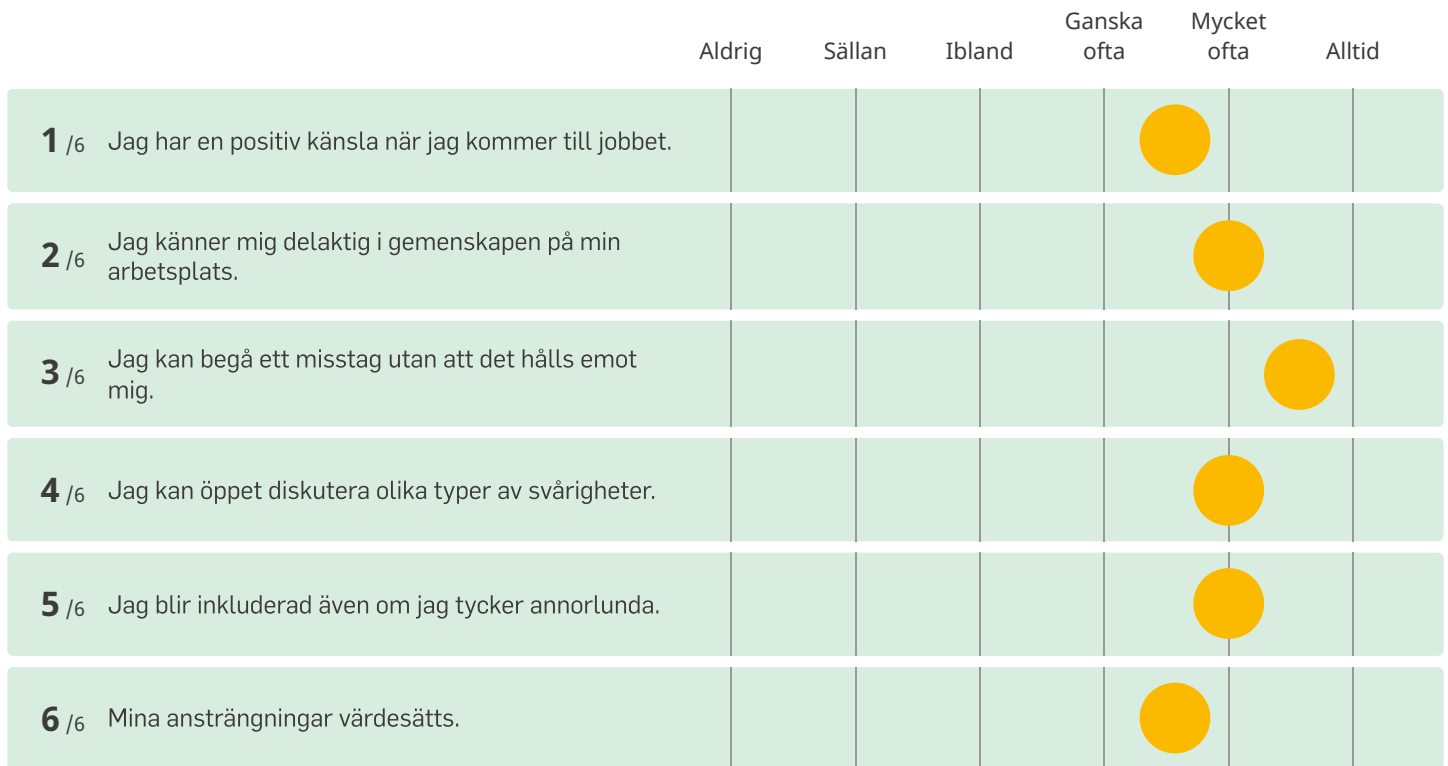 Aldrig Sällan Ibland Ganska ofta Mycket ofta Alltid
1 /6 Jag har en positiv känsla när jag kommer till jobbet.
2 /6 Jag känner mig delaktig i gemenskapen på min
arbetsplats.
3 /6 Jag kan begå ett misstag utan att det hålls emot
mig.
4 /6 Jag kan öppet diskutera olika typer av svårigheter.
5 /6 Jag blir inkluderad även om jag tycker annorlunda.
6 /6 Mina ansträngningar värdesätts.